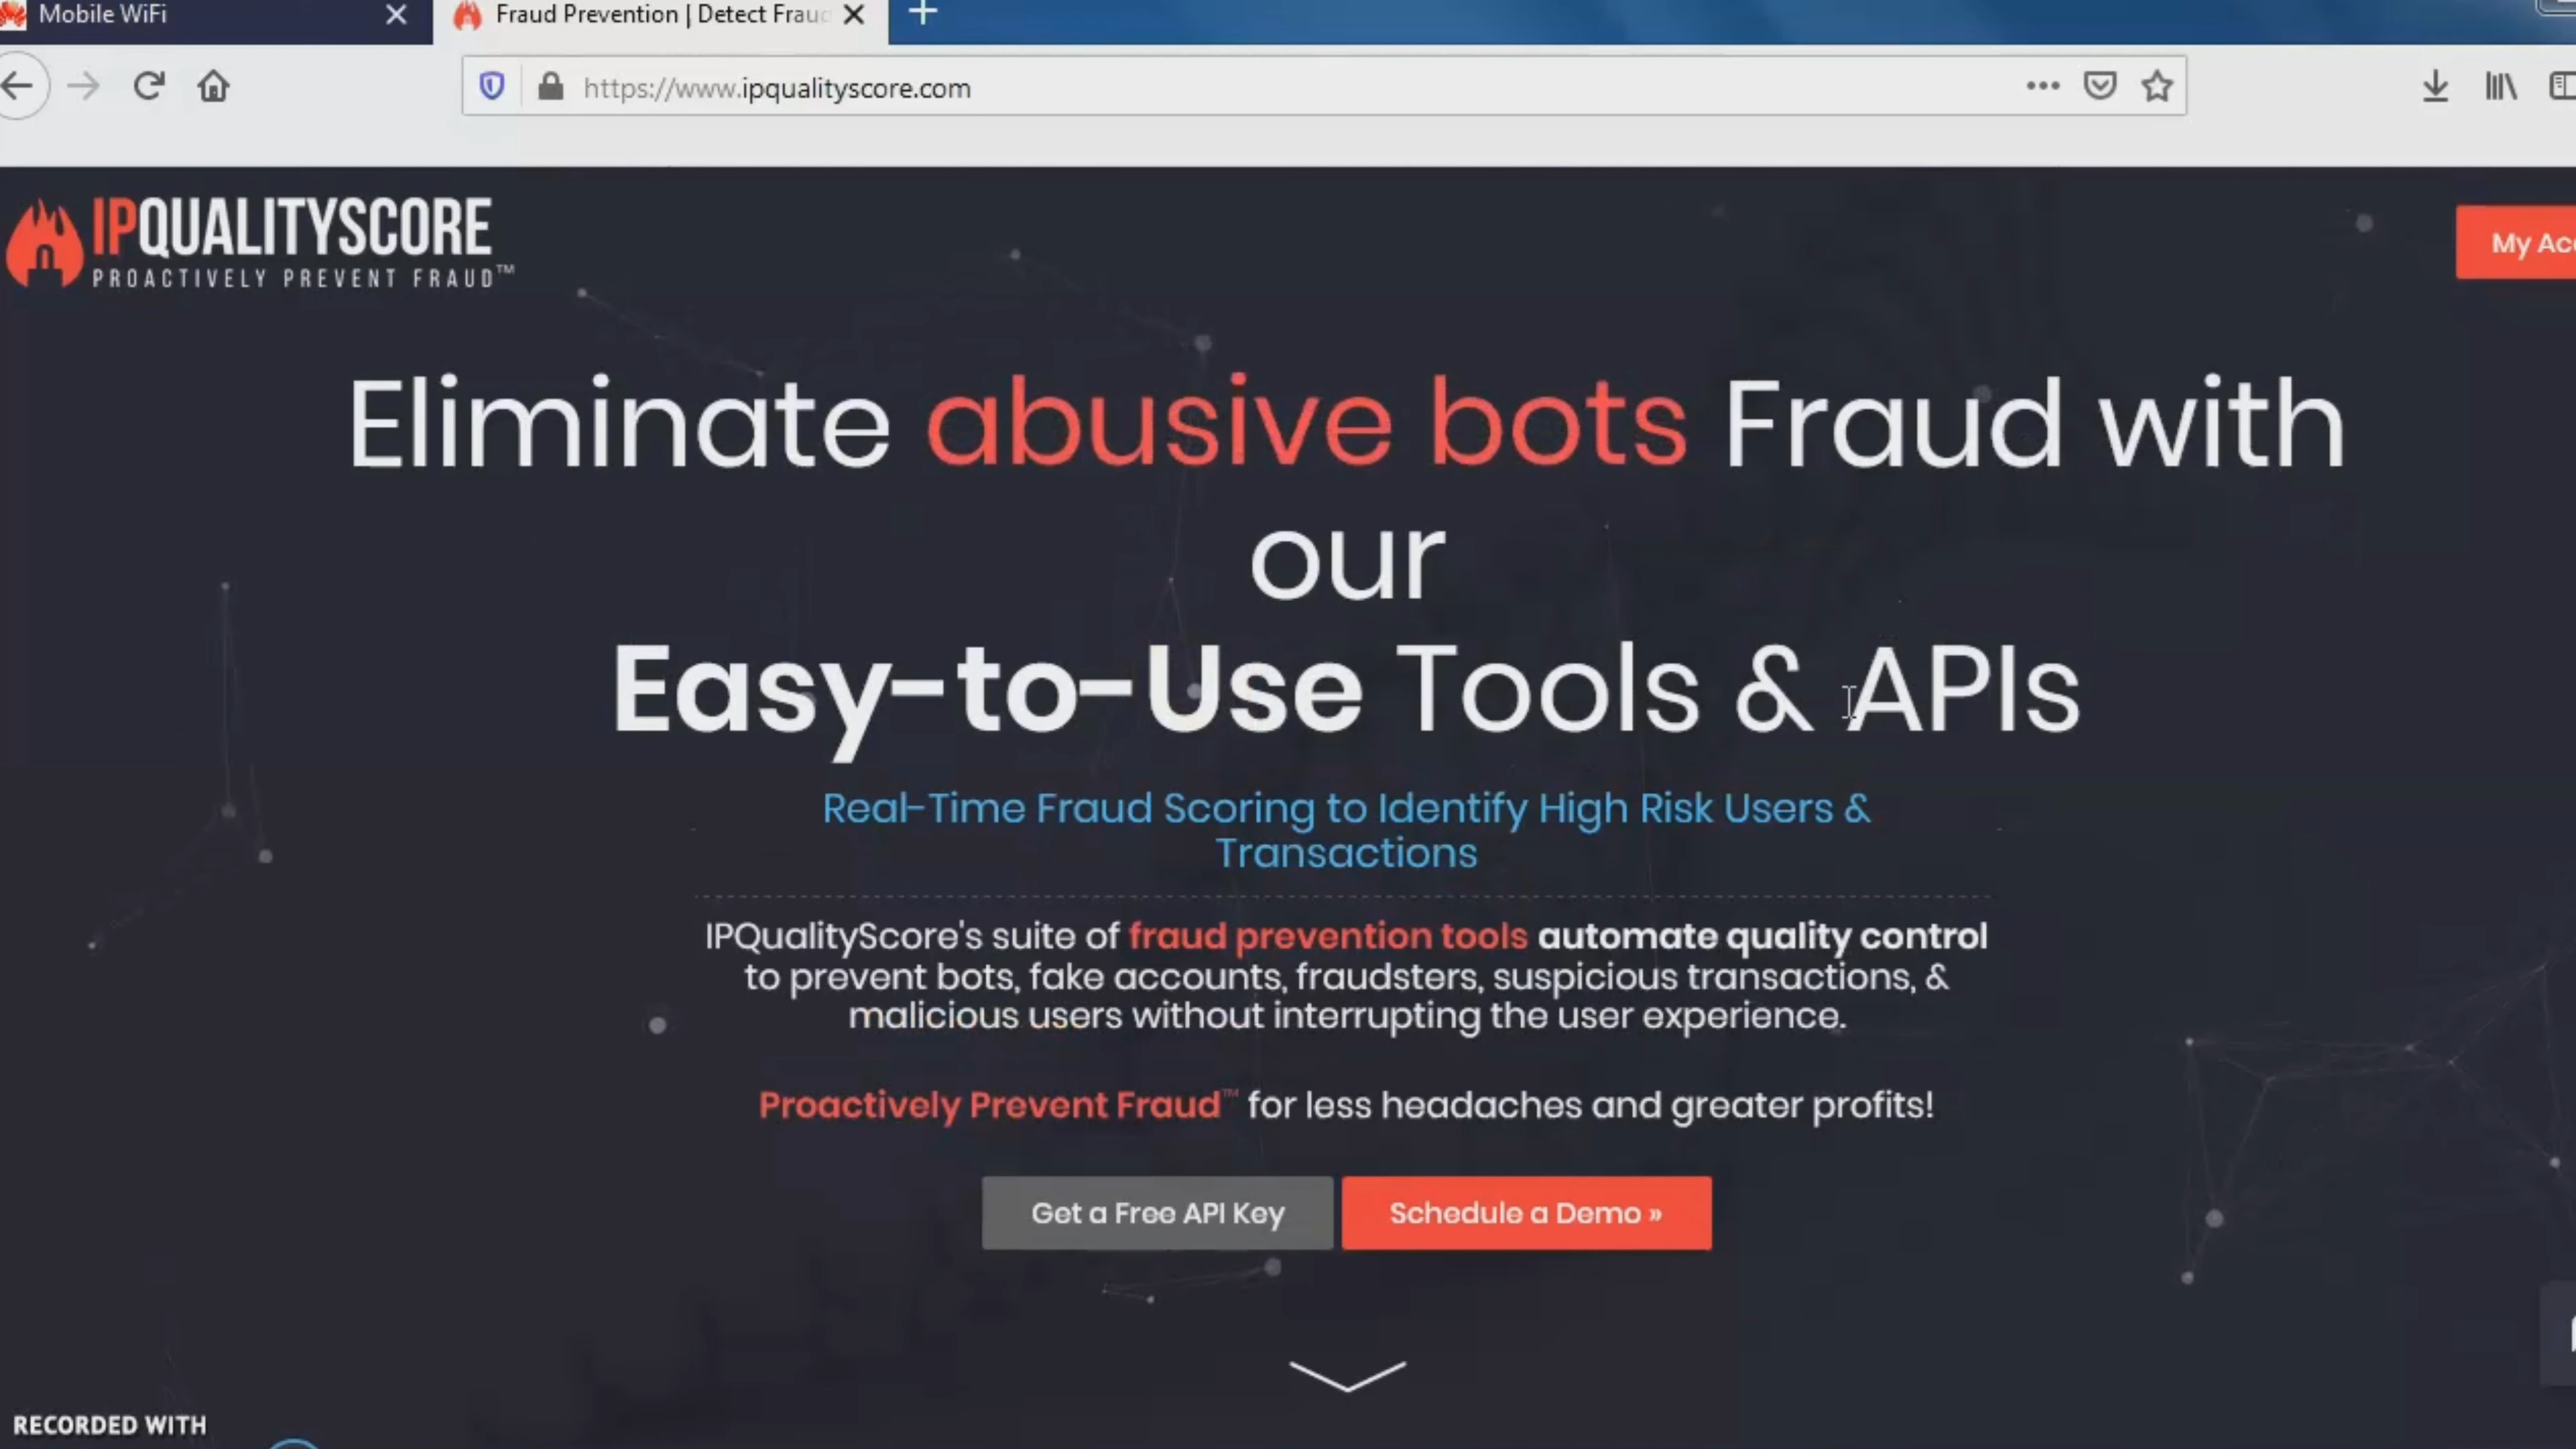 Mobile WiFi
Fraud Prevention | Detect Frau
https://www.ipqualityscore.com
IPQUALITYSCORE
PROACTIVELY PREVENT FRAUD™
My Ac
Eliminate abusive bots Fraud with
our
Easy-to-Use Tools & APIs
Real-Time Fraud Scoring to Identify High Risk Users &
Transactions
IPQualityScore's suite of fraud prevention tools automate quality control
to prevent bots, fake accounts, fraudsters, suspicious transactions, &
malicious users without interrupting the user experience.
Proactively Prevent Fraud™ for less headaches and greater profits!
Get a Free API Key
Schedule a Demo »
RECORDED WITH